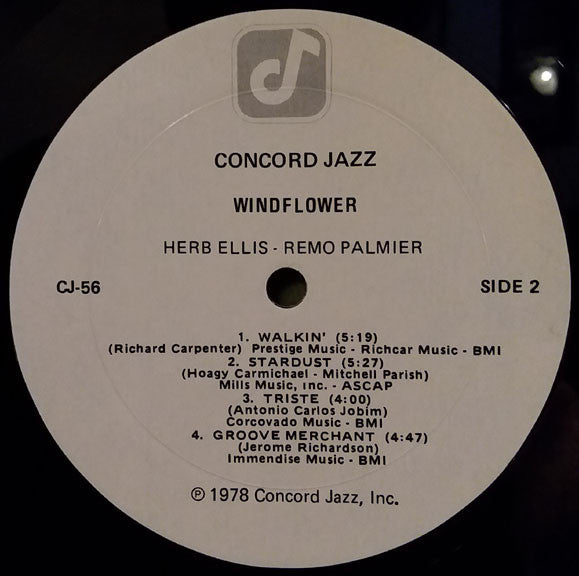 CONCORD JAZZ
WINDFLOWER
HERB ELLIS - REMO PALMIER
CJ-56
SIDE 2
1. WALKIN' (5:19)
(Richard Carpenter) Prestige Music - Richcar Music - BMI
2. STARDUST (5:27)
(Hoagy Carmichael - Mitchell Parish)
Mills Music, Inc. - ASCAP
3. TRISTE (4:00)
(Antonio Carlos Jobim)
Corcovado Music - BMI
4. GROOVE MERCHANT (4:47)
(Jerome Richardson)
Immendise Music - BMI
℗ 1978 Concord Jazz, Inc.